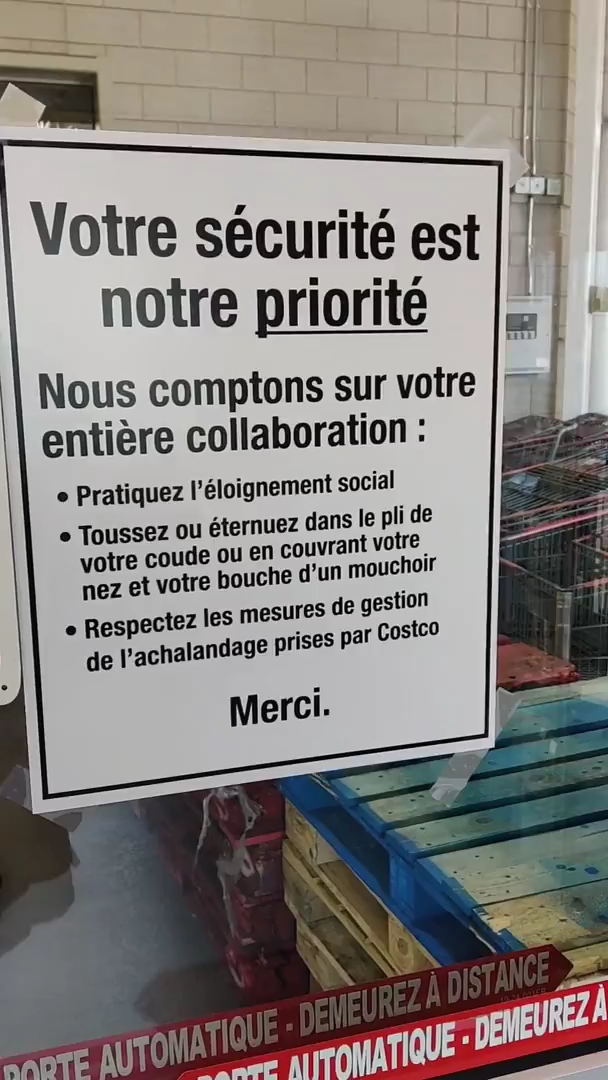 Votre sécurité est
notre priorité
Nous comptons sur votre
entière collaboration :
• Pratiquez l'éloignement social
• Toussez ou éternuez dans le pli de
votre coude ou en couvrant votre
nez et votre bouche d'un mouchoir
• Respectez les mesures de gestion
de l'achalandage prises par Costco
Merci.
PORTE AUTOMATIQUE - DEMEUREZ À DISTANCE
PORTE AUTOMATIQUE - DEMEUREZ À